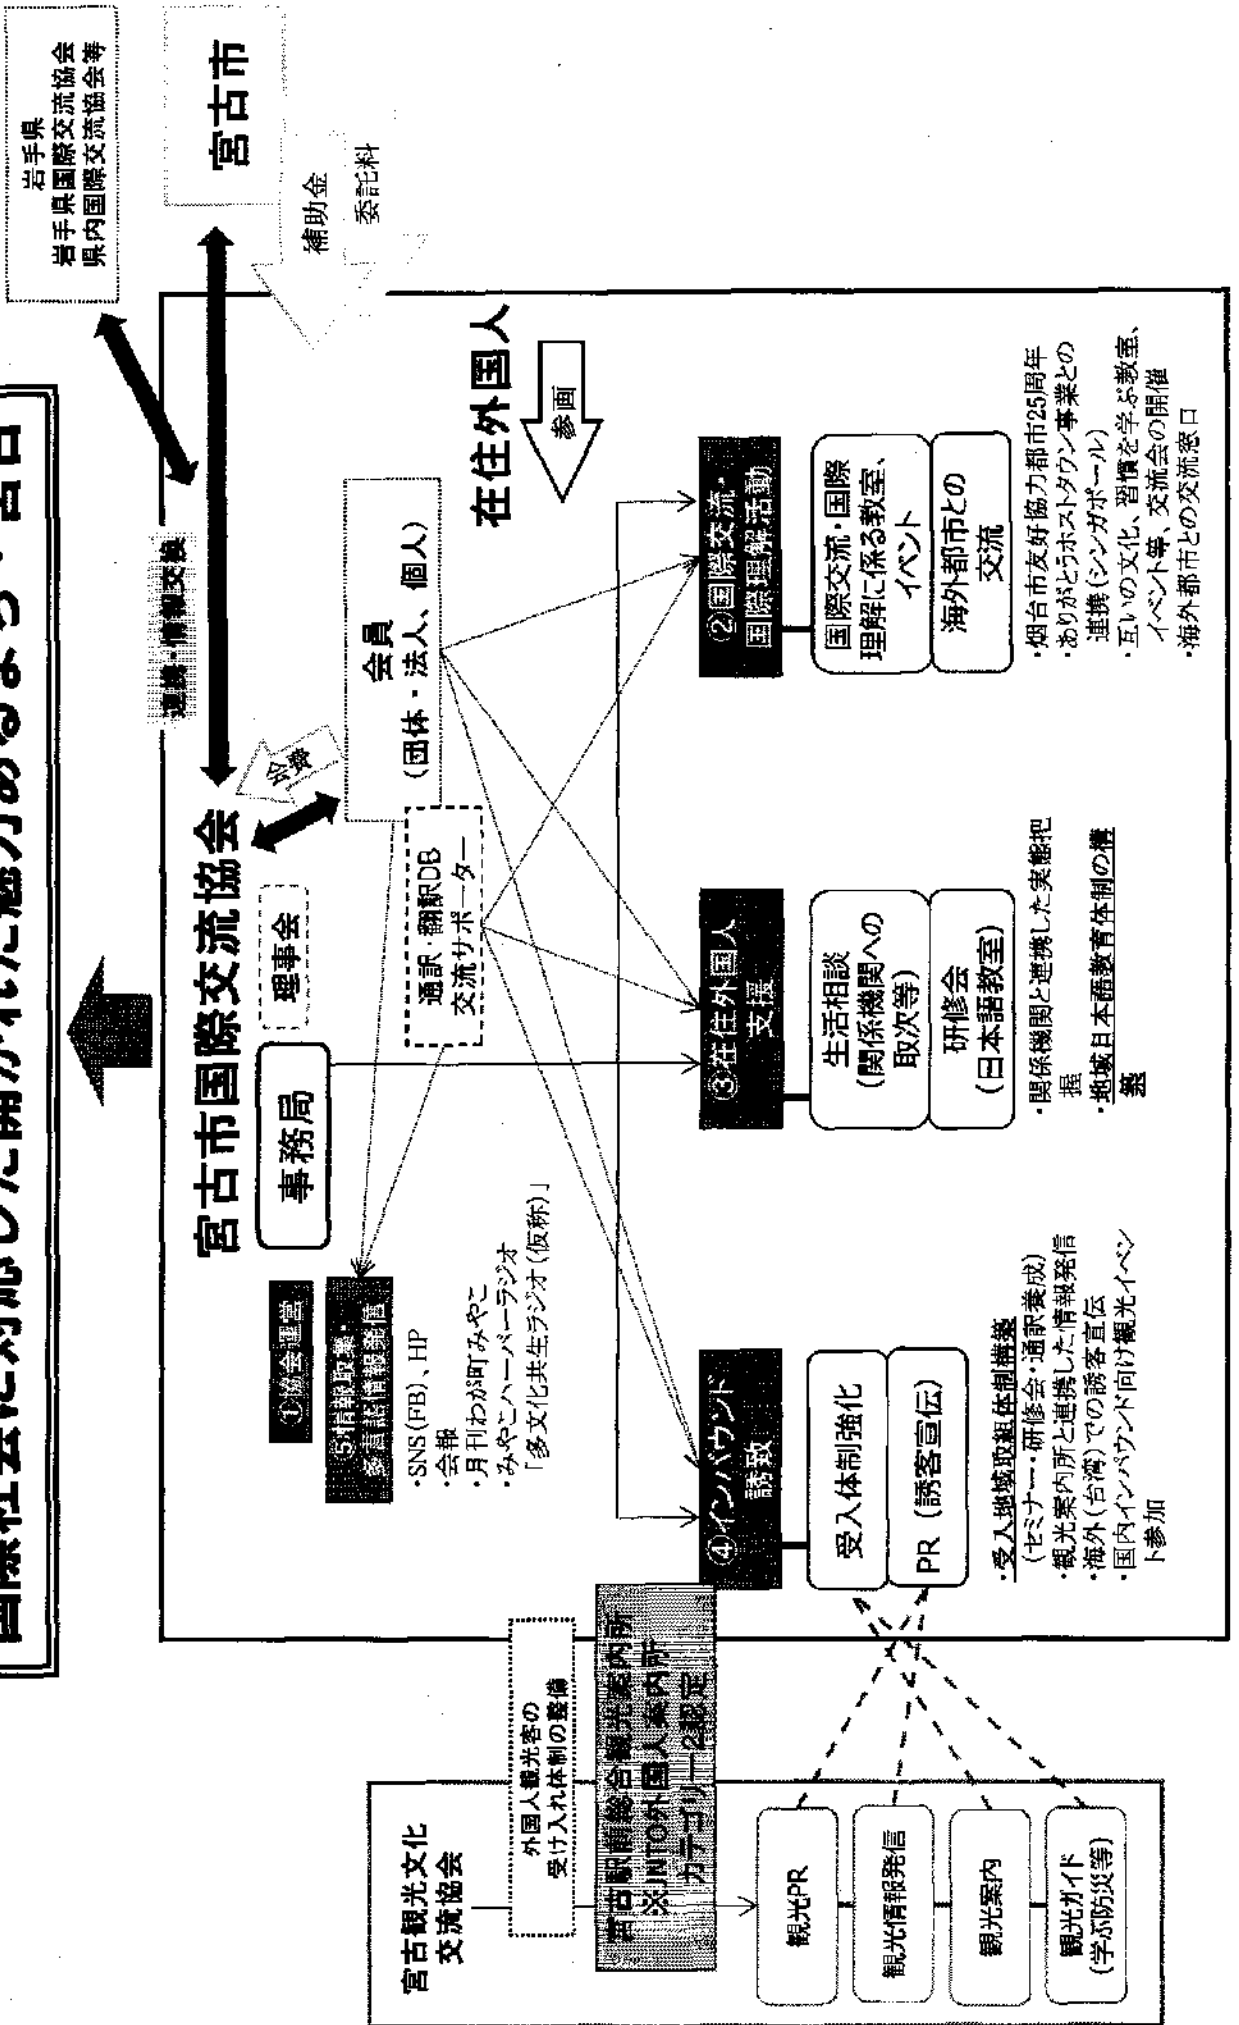 国際社会に対応した開かれた魅力あるまち・宮古
岩手県
岩手県国際交流協会
県内国際交流協会等
宮古市
補助金
委託料
連携・情報交換
宮古市国際交流協会
事務局
理事会
会費
会員
(団体・法人、個人)
通訳・翻訳DB
交流サポーター
在住外国人
参画
①協会運営
⑤情報収集・
多言語情報発信
・SNS(FB)、HP
・会報
・月刊わが町みやこ
・みやこハーバーラジオ
「多文化共生ラジオ(仮称)」
宮古観光文化
交流協会
外国人観光客の
受け入れ体制の整備
宮古駅前総合観光案内所
※JNTO外国人案内所
カテゴリー2認定
観光PR
観光情報発信
観光案内
観光ガイド
(学ぶ防災等)
④インバウンド
誘致
受入体制強化
PR(誘客宣伝)
・受入地域取組体制構築
(セミナー・研修会・通訳養成)
・観光案内所と連携した情報発信
・海外(台湾)での誘客宣伝
・国内インバウンド向け観光イベン
ト参加
③在住外国人
支援
生活相談
(関係機関への
取次等)
研修会
(日本語教室)
・関係機関と連携した実態把
握
・地域日本語教育体制の構
築
②国際交流・
国際理解活動
国際交流・国際
理解に係る教室、
イベント
海外都市との
交流
・烟台市友好協力都市25周年
・ありがとうホストタウン事業との
連携(シンガポール)
・互いの文化、習慣を学ぶ教室、
イベント等、交流会の開催
・海外都市との交流窓口